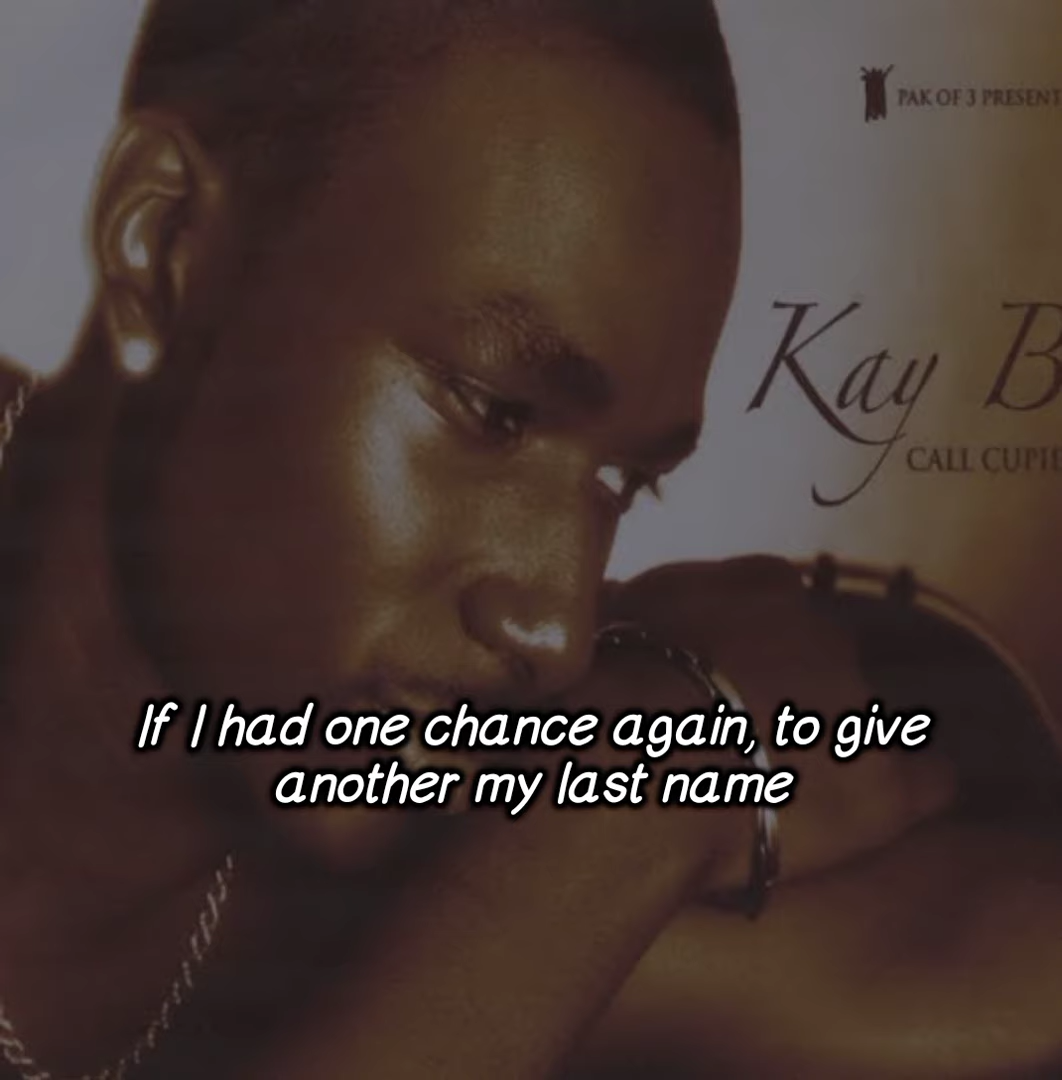 PAK OF 3 PRESENT
Kay B
CALL CUPI
If I had one chance again, to give
another my last name